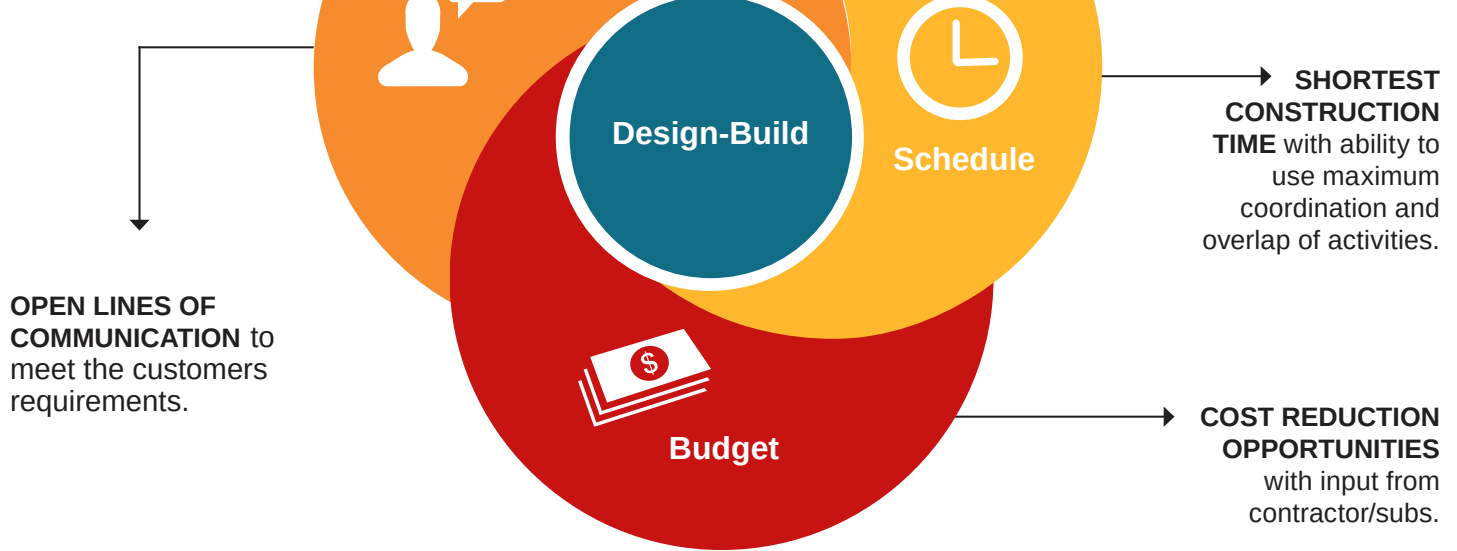 Design-Build
Schedule
SHORTEST
CONSTRUCTION
TIME with ability to
use maximum
coordination and
overlap of activities.
OPEN LINES OF
COMMUNICATION to
meet the customers
requirements.
$
Budget
COST REDUCTION
OPPORTUNITIES
with input from
contractor/subs.